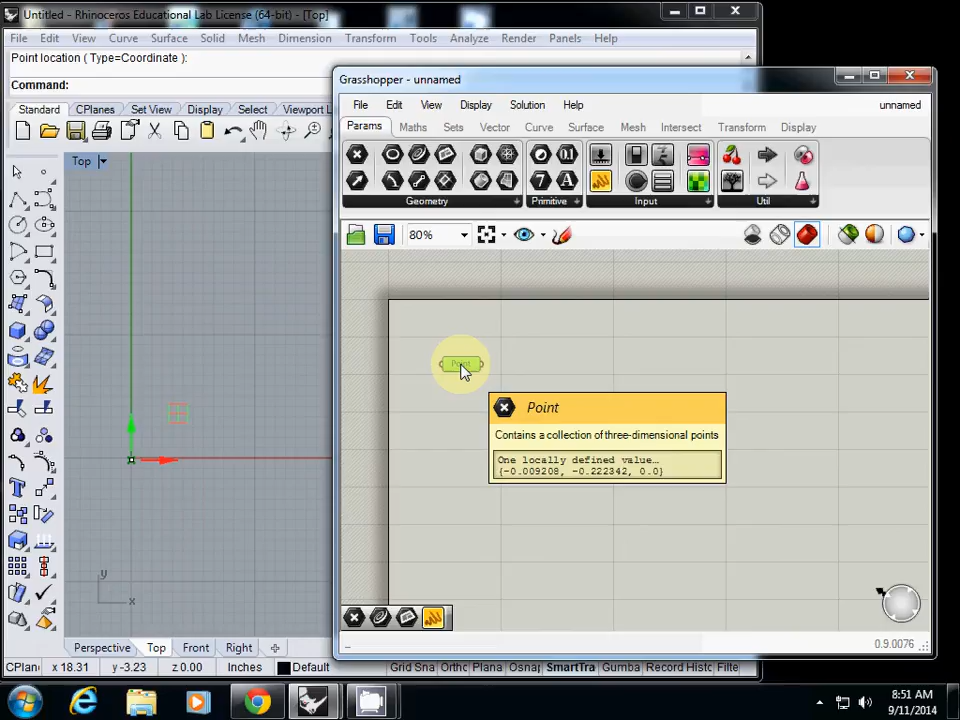 Untitled - Rhinoceros Educational Lab License (64-bit) - [Top]
File Edit View Curve Surface Solid Mesh Dimension Transform Tools Analyze Render Panels Help
Point location ( Type=Coordinate ):
Command:
Standard CPlanes Set View Display Select Viewport L
Top
Grasshopper - unnamed
File Edit View Display Solution Help unnamed
Params Maths Sets Vector Curve Surface Mesh Intersect Transform Display
Geometry Primitive Input Util
80%
Point
Point
Contains a collection of three-dimensional points
One locally defined value…
{-0.009208, -0.222342, 0.0}
y
x
0.9.0076
Perspective Top Front Right
CPlan x 18.31 y -3.23 z 0.00 Inches Default Grid Sna Ortho Plana Osnap SmartTra Gumba Record Histo Filte
8:51 AM
9/11/2014